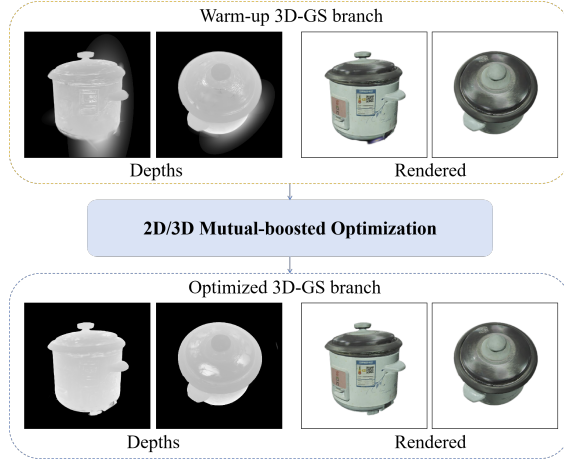 Warm-up 3D-GS branch
Depths
Rendered
2D/3D Mutual-boosted Optimization
Optimized 3D-GS branch
Depths
Rendered